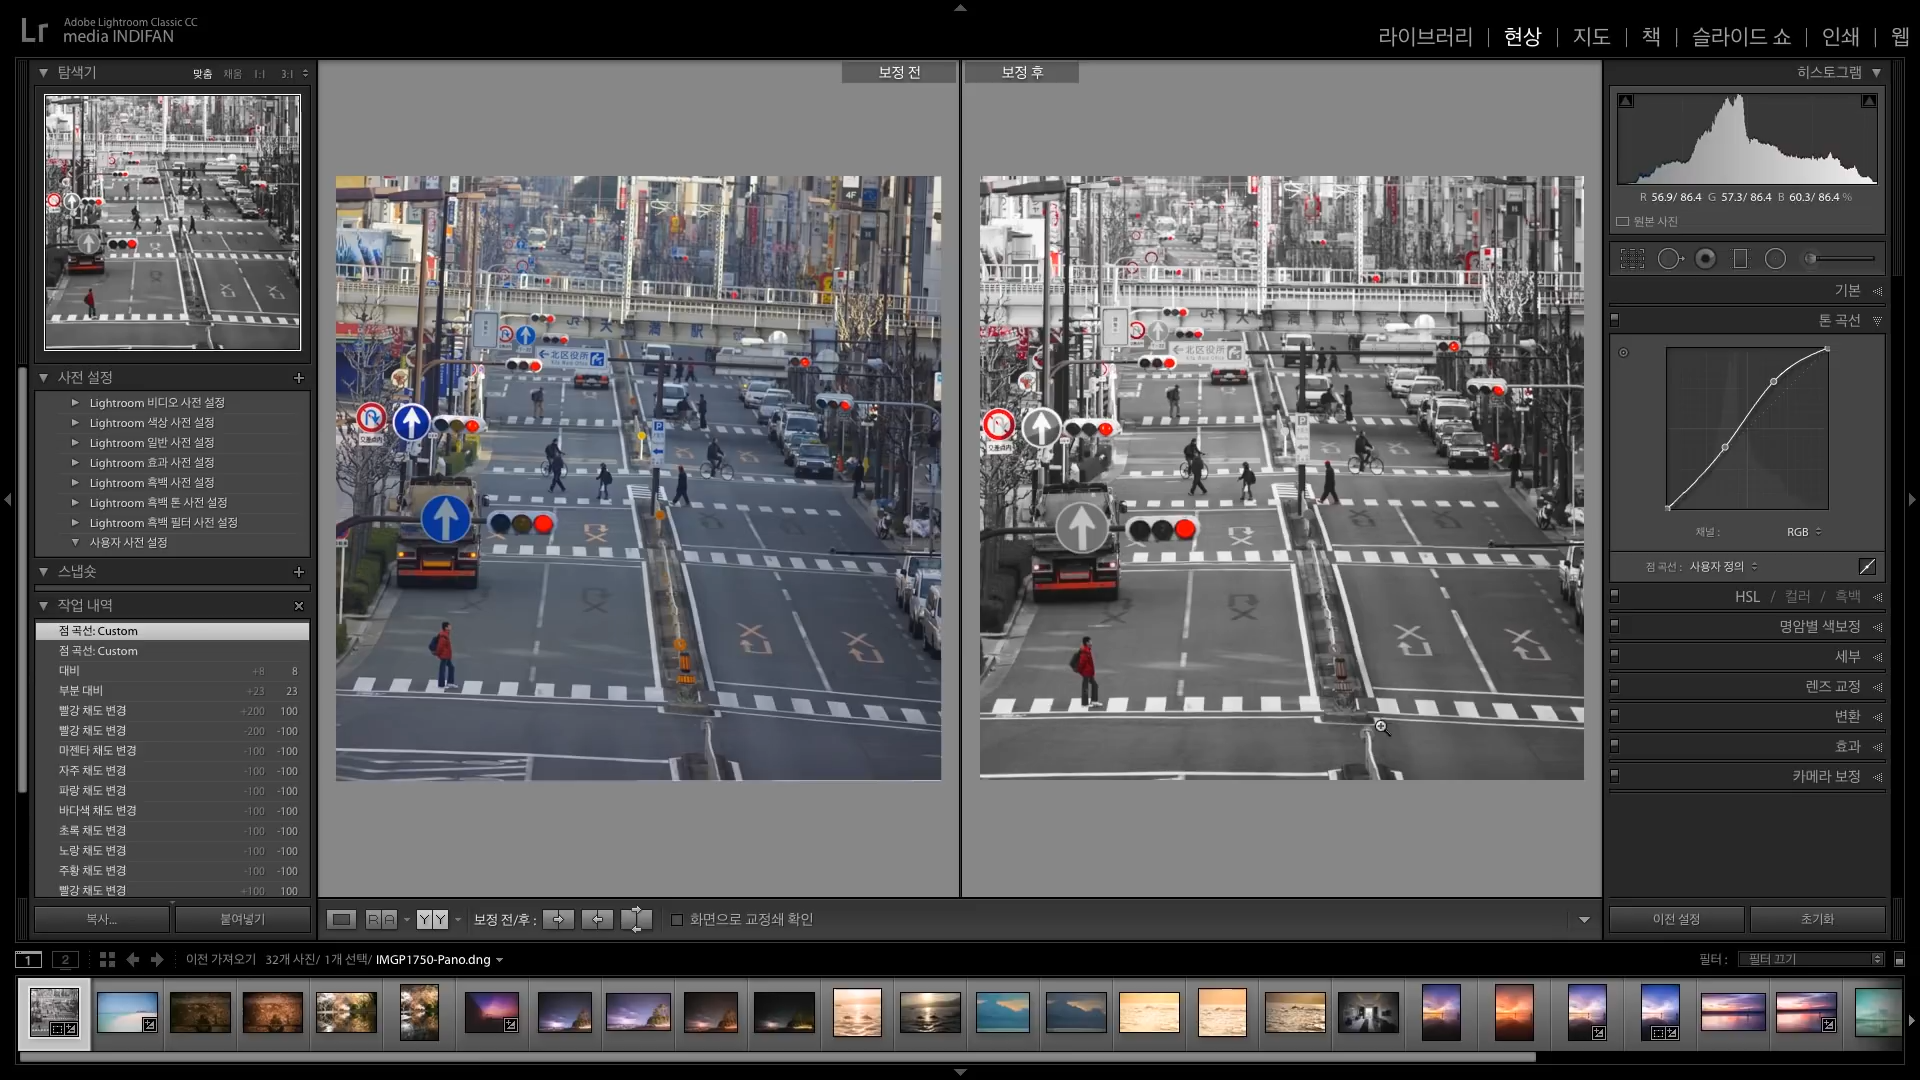 Lr
Adobe Lightroom Classic CC
media INDIFAN
라이브러리 | 현상 | 지도 | 책 | 슬라이드 쇼 | 인쇄 | 웹
탐색기 맞춤 채움 1:1 3:1
보정 전
보정 후
히스토그램
R 56.9/ 86.4 G 57.3/ 86.4 B 60.3/ 86.4 %
원본 사진
기본
톤 곡선
채널 : RGB
점 곡선 : 사용자 정의
HSL / 컬러 / 흑백
명암별 색보정
세부
렌즈 교정
변환
효과
카메라 보정
이전 설정
초기화
사전 설정
Lightroom 비디오 사전 설정
Lightroom 색상 사전 설정
Lightroom 일반 사전 설정
Lightroom 효과 사전 설정
Lightroom 흑백 사전 설정
Lightroom 흑백 톤 사전 설정
Lightroom 흑백 필터 사전 설정
사용자 사전 설정
스냅숏
작업 내역
점 곡선: Custom
점 곡선: Custom
대비 +8 8
부분 대비 +23 23
빨강 채도 변경 +200 100
빨강 채도 변경 -200 -100
마젠타 채도 변경 -100 -100
자주 채도 변경 -100 -100
파랑 채도 변경 -100 -100
바다색 채도 변경 -100 -100
초록 채도 변경 -100 -100
노랑 채도 변경 -100 -100
주황 채도 변경 -100 -100
빨강 채도 변경 +100 100
복사...
붙여넣기
4F
JR 大 満 駅
北区役所
P
北区役所
P
R A
Y Y
보정 전/후 :
화면으로 교정쇄 확인
1 2
이전 가져오기 32개 사진/ 1개 선택/ IMGP1750-Pano.dng
필터 : 필터 끄기